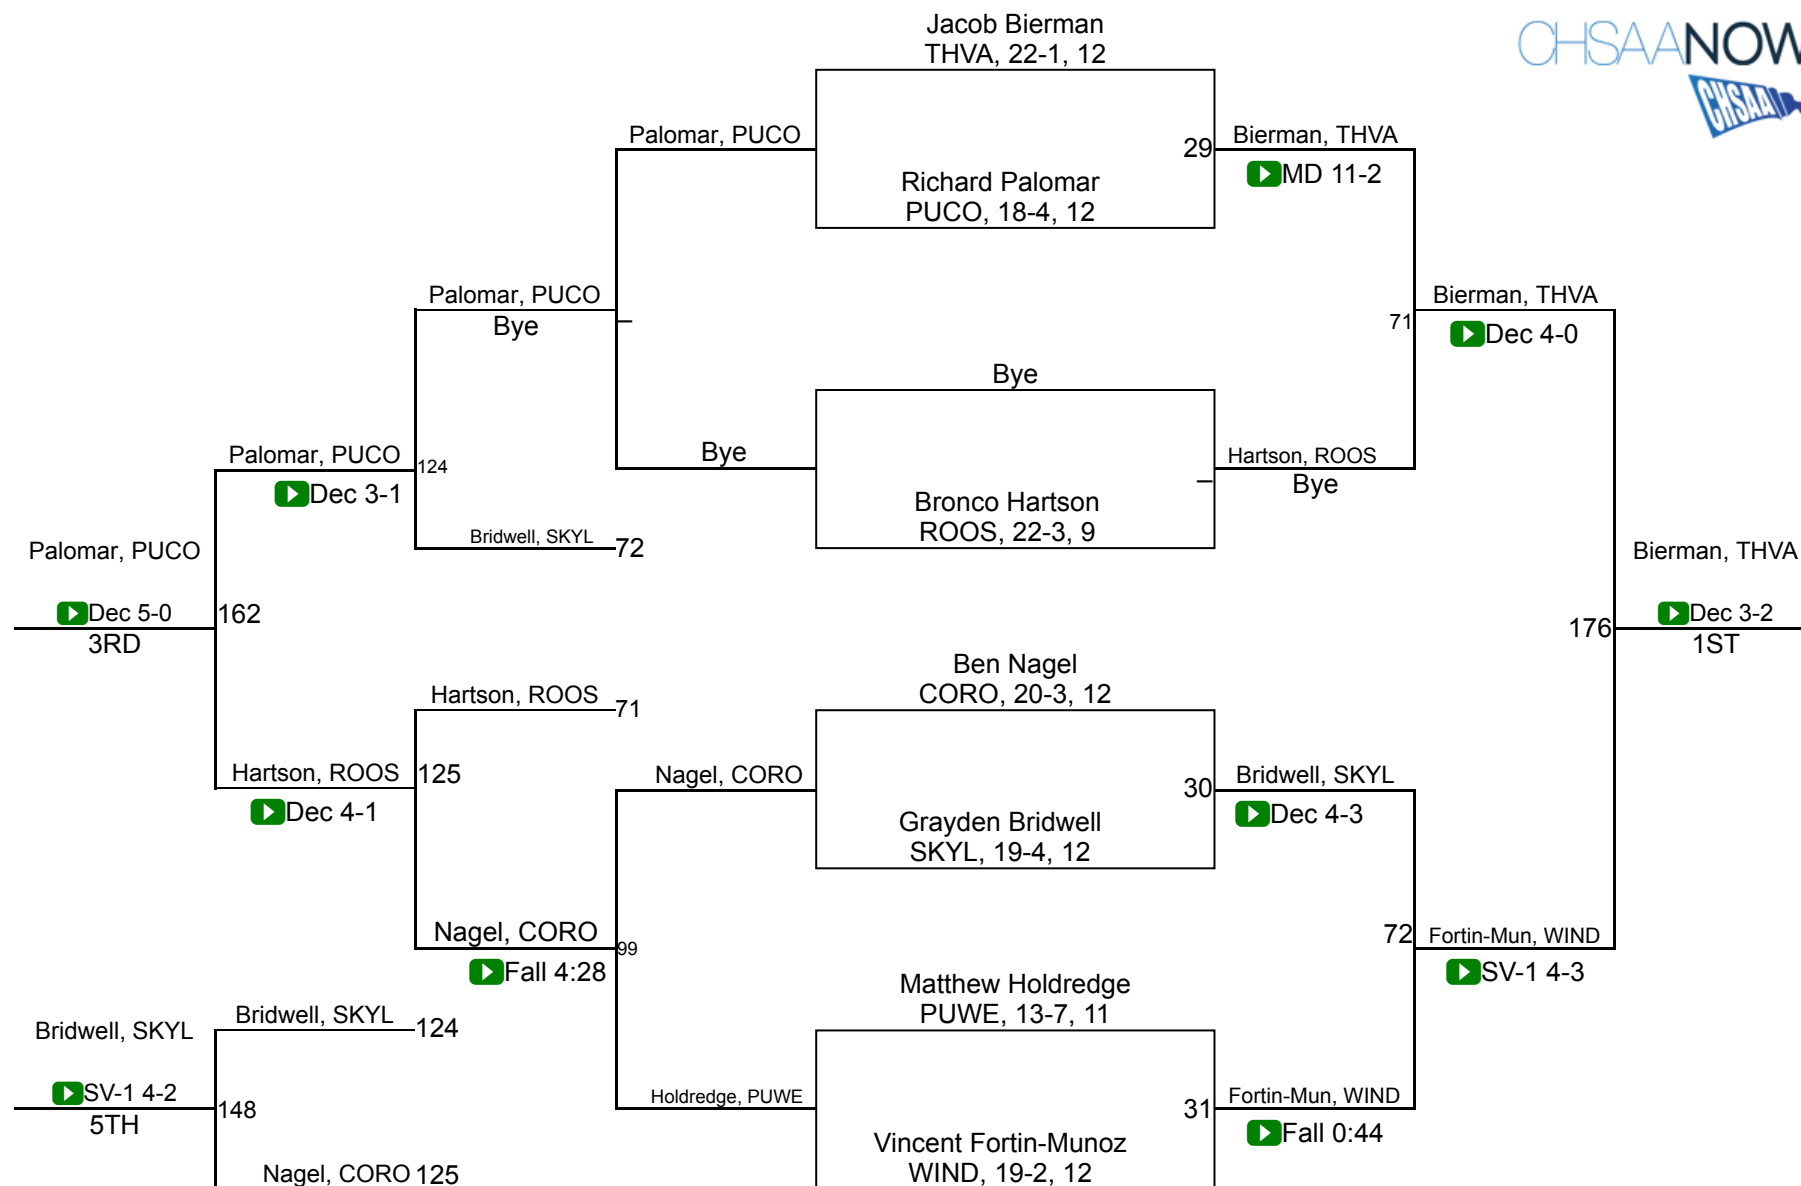 Jacob Bierman
THVA, 22-1, 12
CHSAANOW
CHSAA
Palomar, PUCO
29
Bierman, THVA
MD 11-2
Richard Palomar
PUCO, 18-4, 12
Palomar, PUCO
Bye
71
Bierman, THVA
Dec 4-0
Bye
Palomar, PUCO
124
Bye
Hartson, ROOS
Bye
Dec 3-1
Bronco Hartson
ROOS, 22-3, 9
Bridwell, SKYL
72
Palomar, PUCO
Bierman, THVA
Dec 5-0
162
176
Dec 3-2
3RD
1ST
Ben Nagel
CORO, 20-3, 12
Hartson, ROOS
71
Hartson, ROOS
125
Nagel, CORO
30
Bridwell, SKYL
Dec 4-1
Dec 4-3
Grayden Bridwell
SKYL, 19-4, 12
Nagel, CORO
99
72
Fortin-Mun, WIND
Fall 4:28
SV-1 4-3
Matthew Holdredge
PUWE, 13-7, 11
Bridwell, SKYL
Bridwell, SKYL
124
SV-1 4-2
148
Holdredge, PUWE
31
Fortin-Mun, WIND
5TH
Fall 0:44
Vincent Fortin-Munoz
WIND, 19-2, 12
Nagel, CORO
125